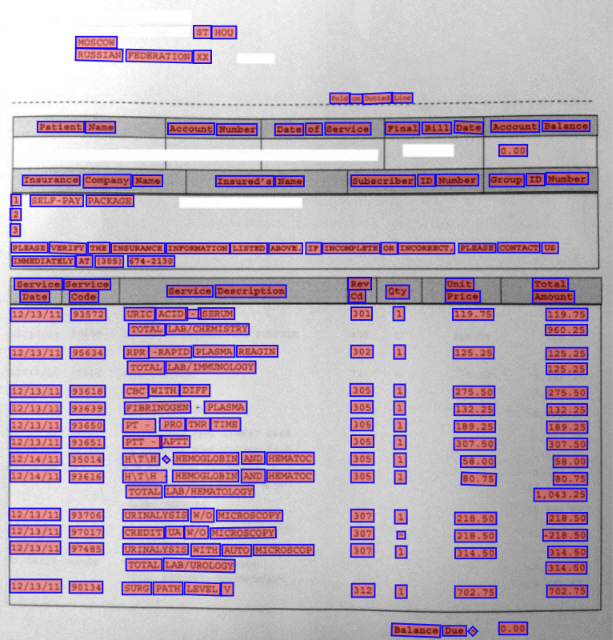 ST HOU
MOSCOW
RUSSIAN FEDERATION XX
Fold on Dotted Line
Patient Name Account Number Date of Service Final Bill Date Account Balance
0.00
Insurance Company Name Insured's Name Subscriber ID Number Group ID Number
1 SELF-PAY PACKAGE
2
3
PLEASE VERIFY THE INSURANCE INFORMATION LISTED ABOVE. IF INCOMPLETE OR INCORRECT, PLEASE CONTACT US
IMMEDIATELY AT (305) 674-2130
Service Date Service Code Service Description Rev Cd Qty Unit Price Total Amount
12/13/11 93572 URIC ACID - SERUM 301 1 119.75 119.75
TOTAL LAB/CHEMISTRY 960.25
12/13/11 95634 RPR -RAPID PLASMA REAGIN 302 1 125.25 125.25
TOTAL LAB/IMMUNOLOGY 125.25
12/13/11 93618 CBC WITH DIFF 305 1 275.50 275.50
12/13/11 93639 FIBRINOGEN - PLASMA 305 1 132.25 132.25
12/13/11 93650 PT - PRO THR TIME 305 1 189.25 189.25
12/13/11 93651 PTT - APTT 305 1 307.50 307.50
12/14/11 35014 H\T\H - HEMOGLOBIN AND HEMATOC 305 1 58.00 58.00
12/14/11 93616 H\T\H - HEMOGLOBIN AND HEMATOC 305 1 80.75 80.75
TOTAL LAB/HEMATOLOGY 1,043.25
12/13/11 93706 URINALYSIS W/O MICROSCOPY 307 1 218.50 218.50
12/13/11 97017 CREDIT UA W/O MICROSCOPY 307 - 218.50 -218.50
12/13/11 97485 URINALYSIS WITH AUTO MICROSCOP 307 1 314.50 314.50
TOTAL LAB/UROLOGY 314.50
12/13/11 90134 SURG PATH LEVEL V 312 1 702.75 702.75
Balance Due - 0.00